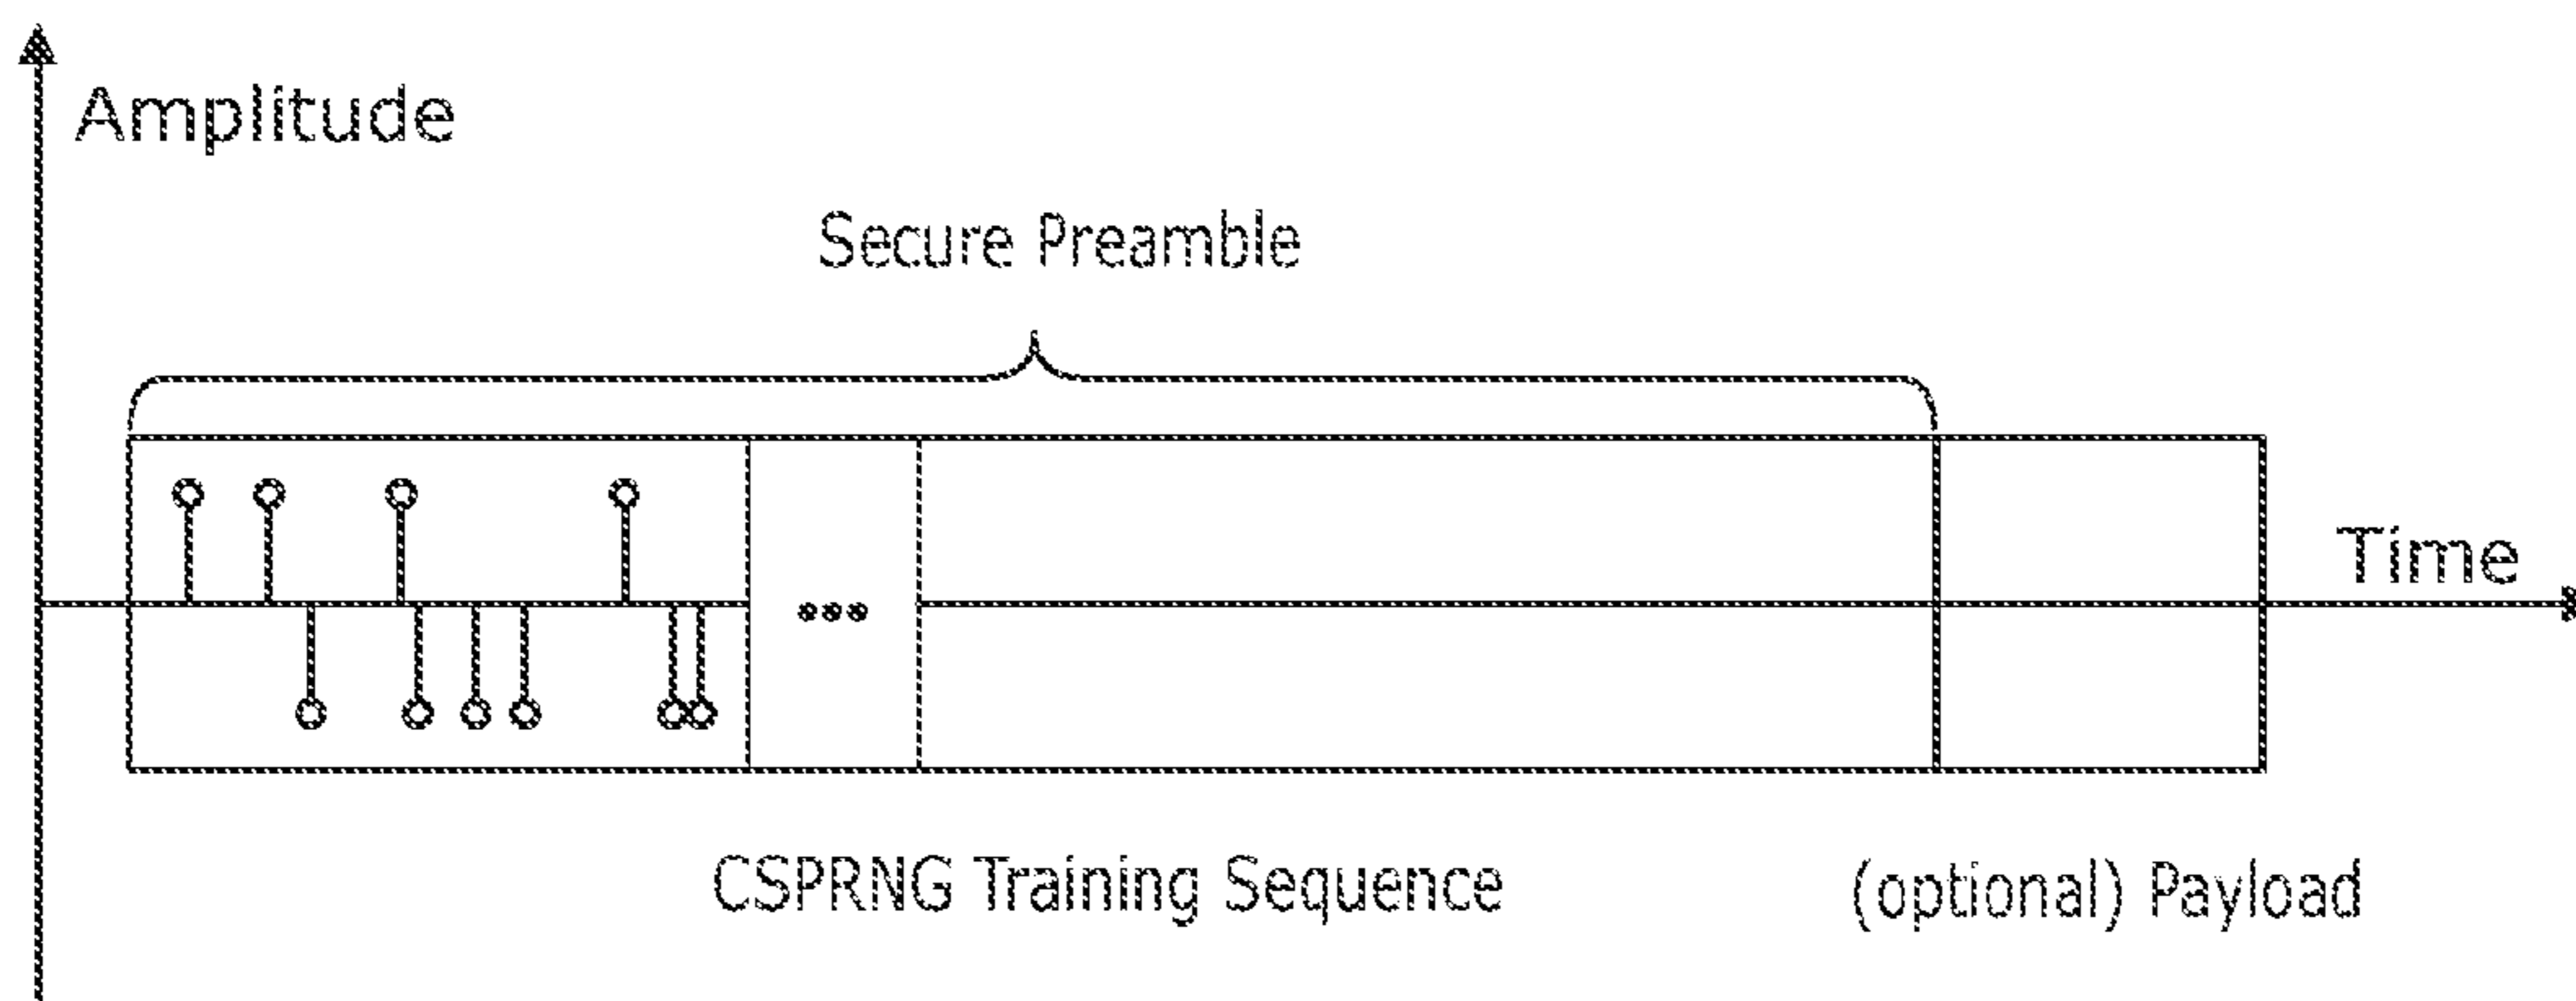 Amplitude
Secure Preamble
Time
CSPRNG Training Sequence
(optional) Payload